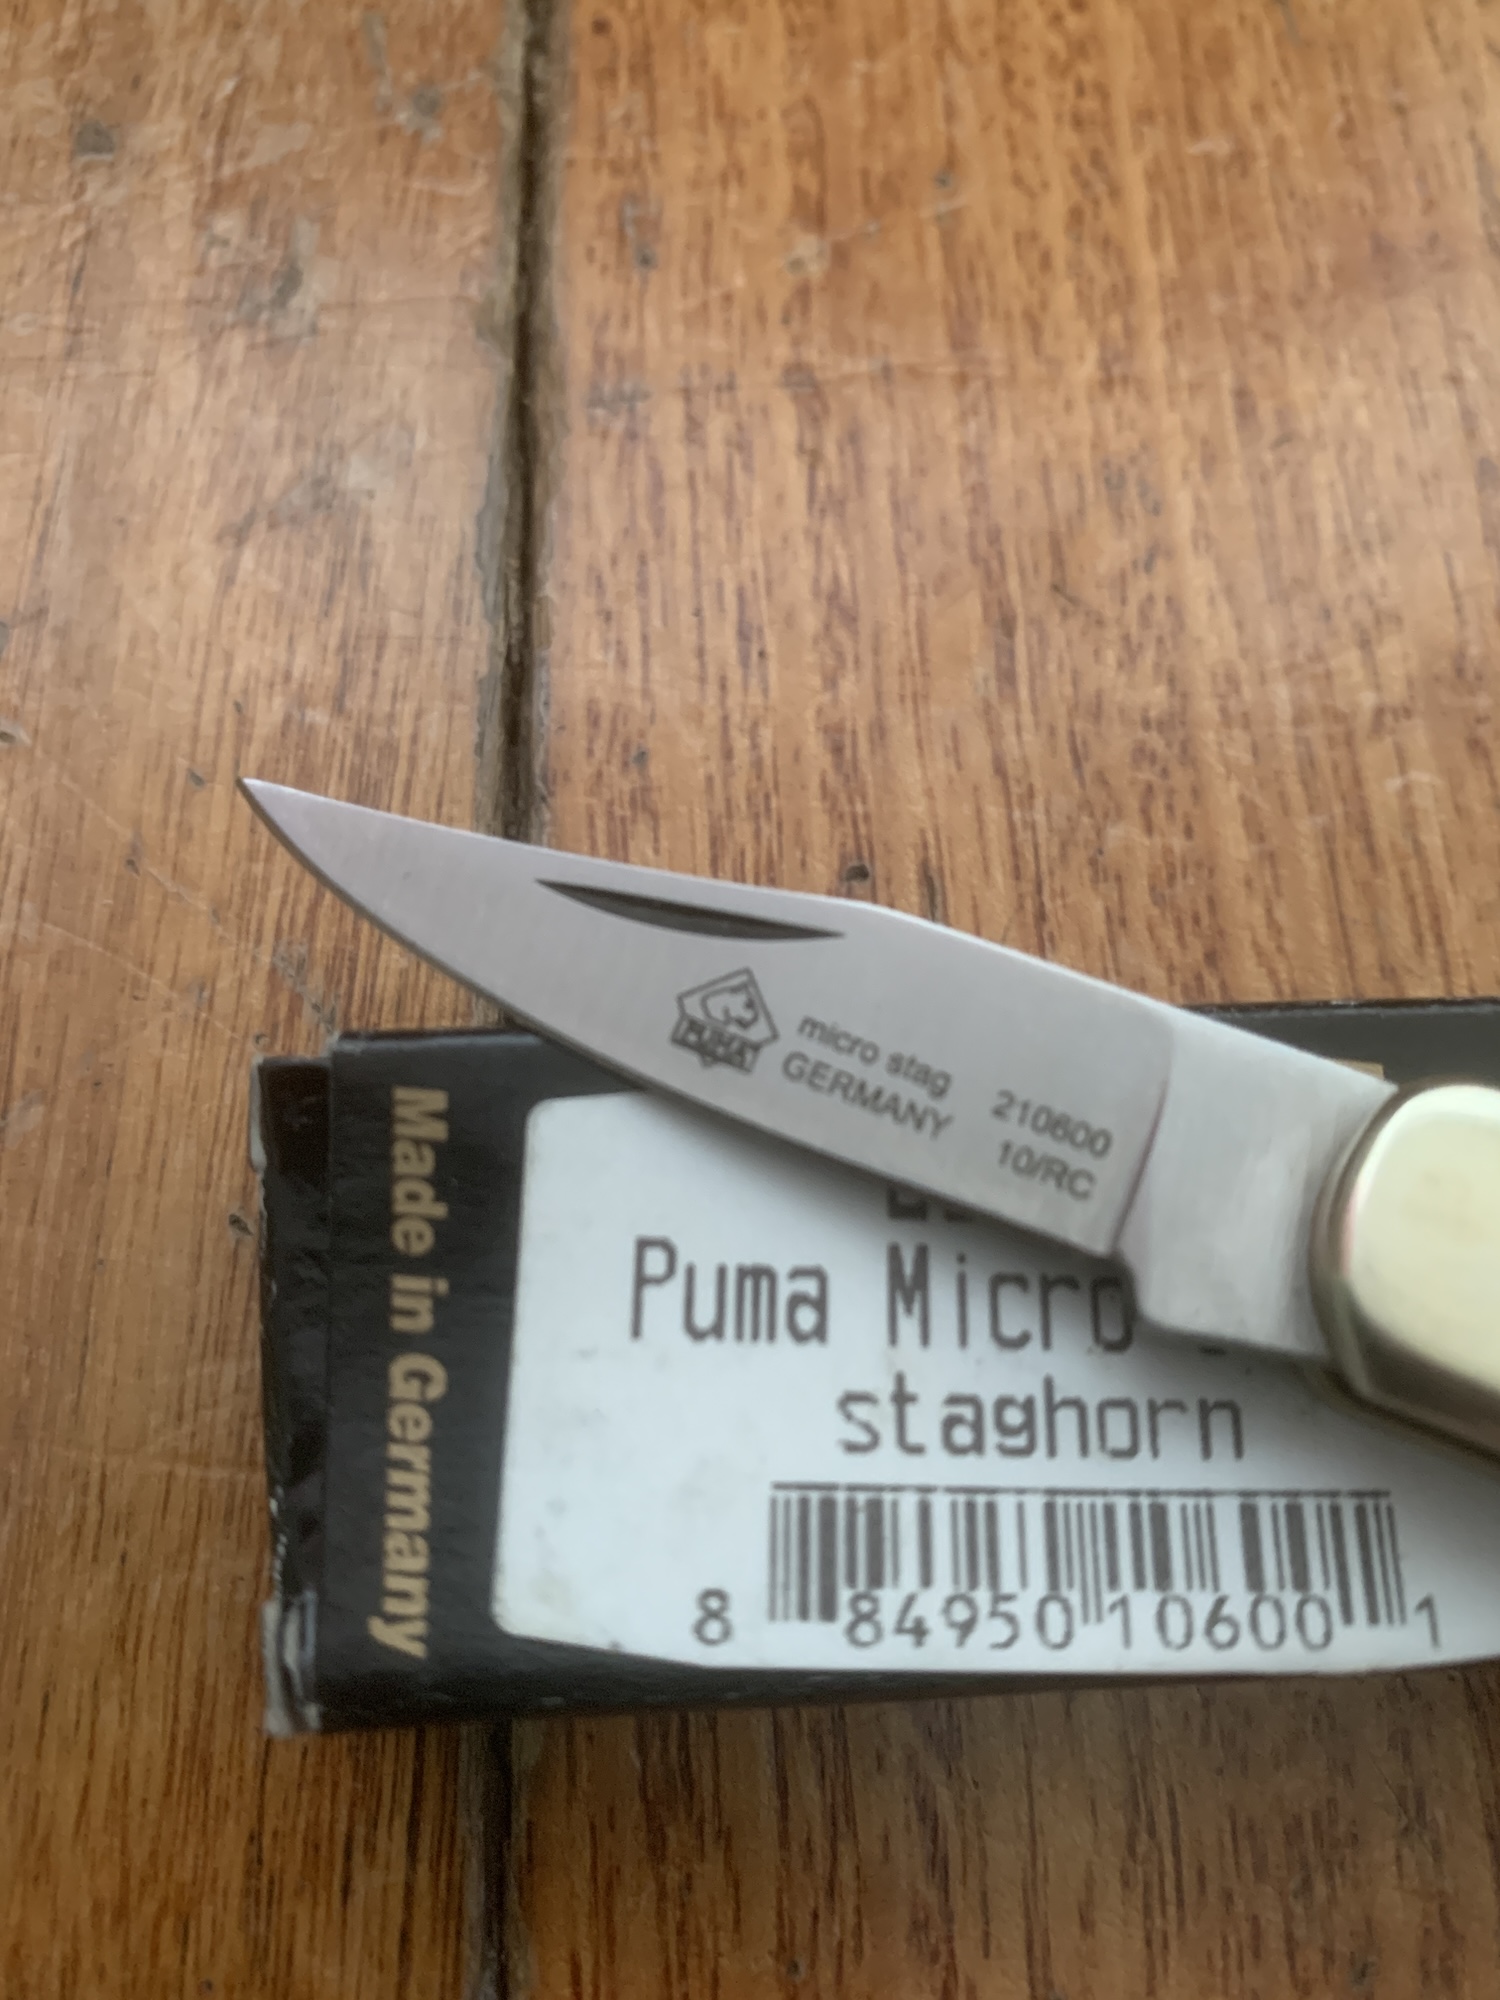 PUMA
micro stag
GERMANY
210600
10/RC
Made in Germany
Puma Micro
staghorn
8 84950 10600 1